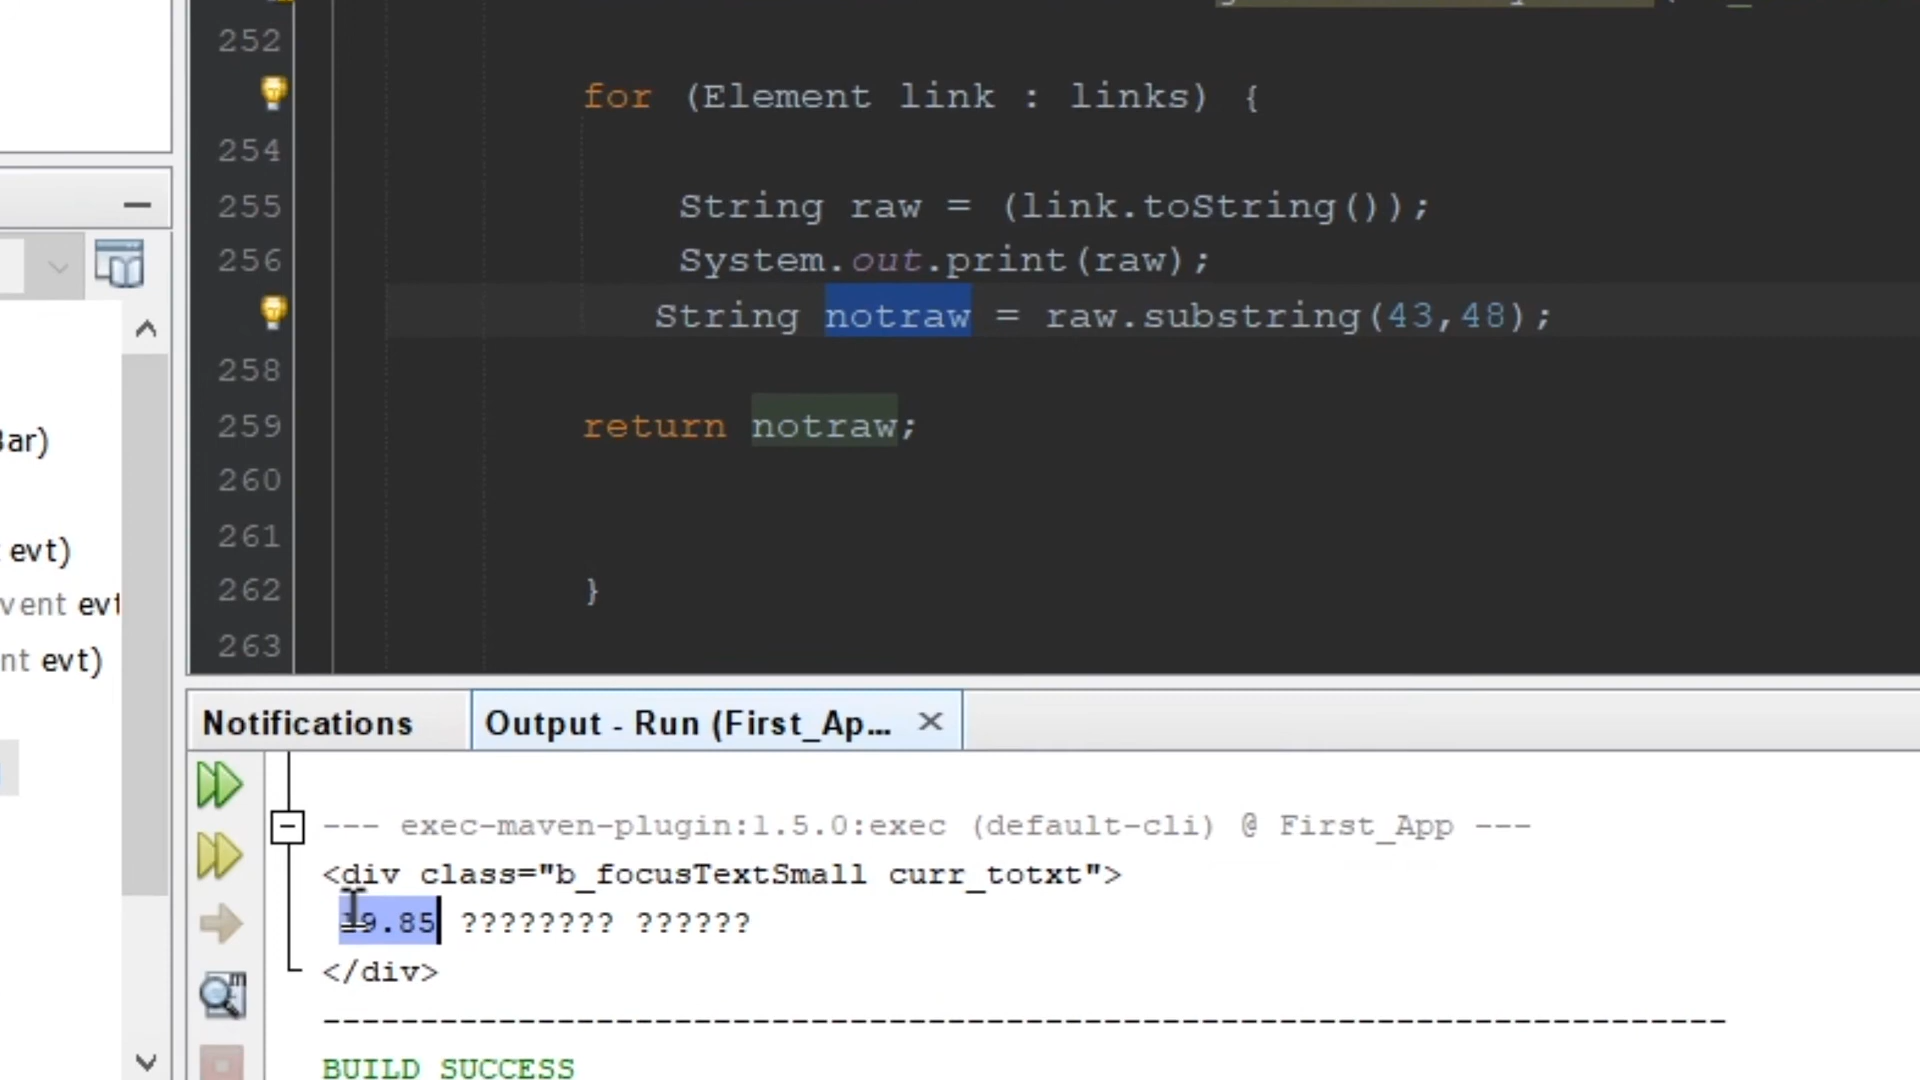 252
for (Element link : links) {
254
255 String raw = (link.toString());
256 System.out.print(raw);
String notraw = raw.substring(43,48);
258
259 return notraw;
260
261
262 }
263
evt)
evt)
Notifications
Output - Run (First_Ap...
--- exec-maven-plugin:1.5.0:exec (default-cli) @ First_App ---
<div class="b_focusTextSmall curr_totxt">
19.85 ???????? ??????
</div>
--------------------------------------------------------------------------
BUILD SUCCESS